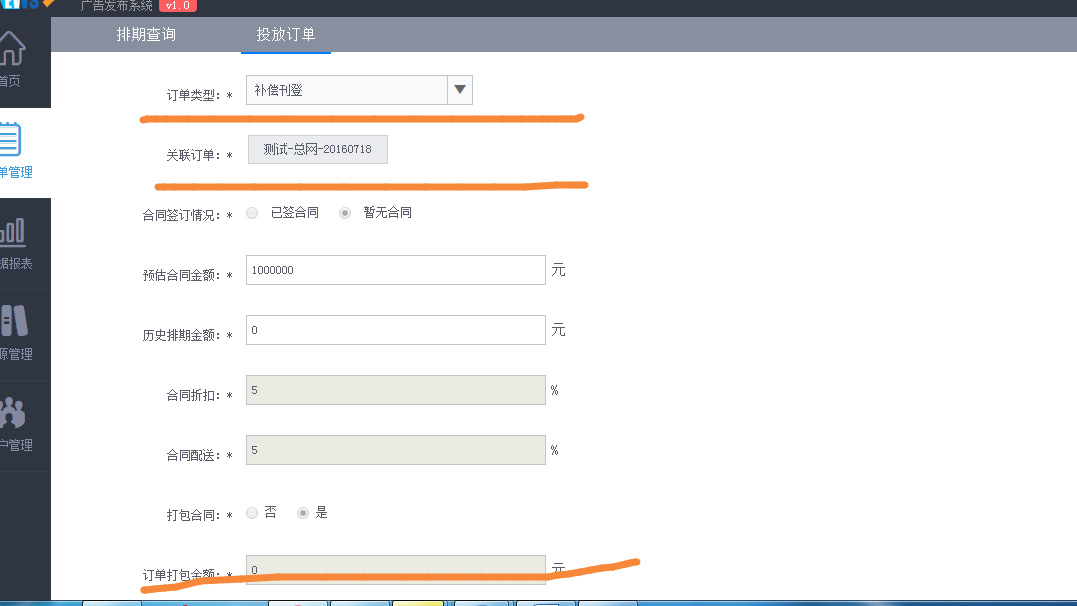 广告发布系统 v1.0
排期查询 投放订单
首页
订单类型：* 补偿刊登
关联订单：* 测试-总网-20160718
单管理
合同签订情况：* 已签合同 暂无合同
据报表
预估合同金额：* 1000000 元
历史排期金额：* 0 元
源管理
合同折扣：* 5 %
合同配送：* 5 %
户管理
打包合同：* 否 是
订单打包金额：* 0 元